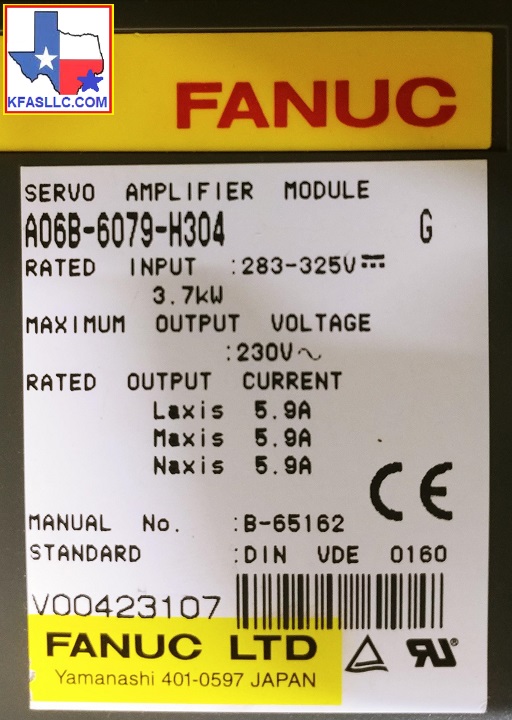 KFASLLC.COM
FANUC
SERVO AMPLIFIER MODULE
A06B-6079-H304 G
RATED INPUT :283-325V⎓
3.7kW
MAXIMUM OUTPUT VOLTAGE
:230V～
RATED OUTPUT CURRENT
Laxis 5.9A
Maxis 5.9A
Naxis 5.9A
CE
MANUAL No. :B-65162
STANDARD :DIN VDE 0160
V00423107
FANUC LTD
Yamanashi 401-0597 JAPAN